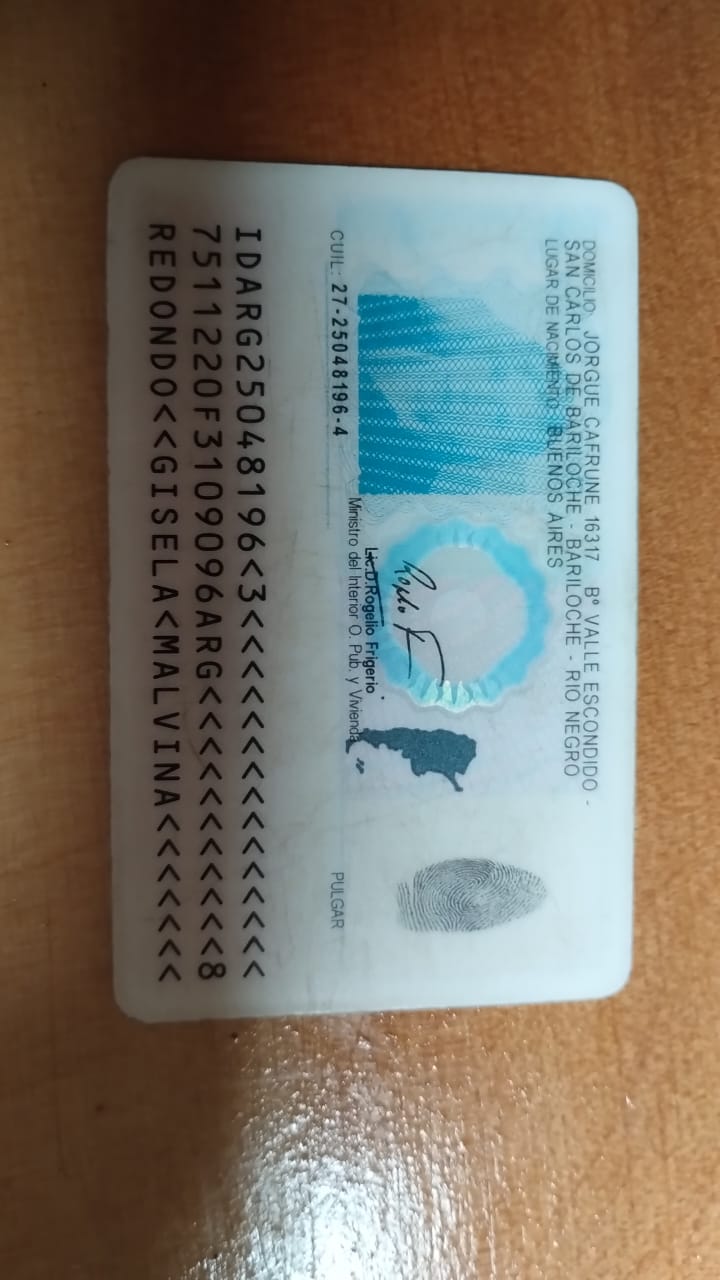 DOMICILIO: JORGUE CAFRUNE 16317 Bº VALLE ESCONDIDO -
SAN CARLOS DE BARILOCHE - BARILOCHE - RIO NEGRO
LUGAR DE NACIMIENTO: BUENOS AIRES
Lic.D.Rogelio Frigerio
Ministro del Interior O. Pub. y Vivienda
CUIL: 27-25048196-4
PULGAR
IDARG25048196<3<<<<<<<<<<<<<<<
7511220F3109096ARG<<<<<<<<<<<8
REDONDO<<GISELA<MALVINA<<<<<<<